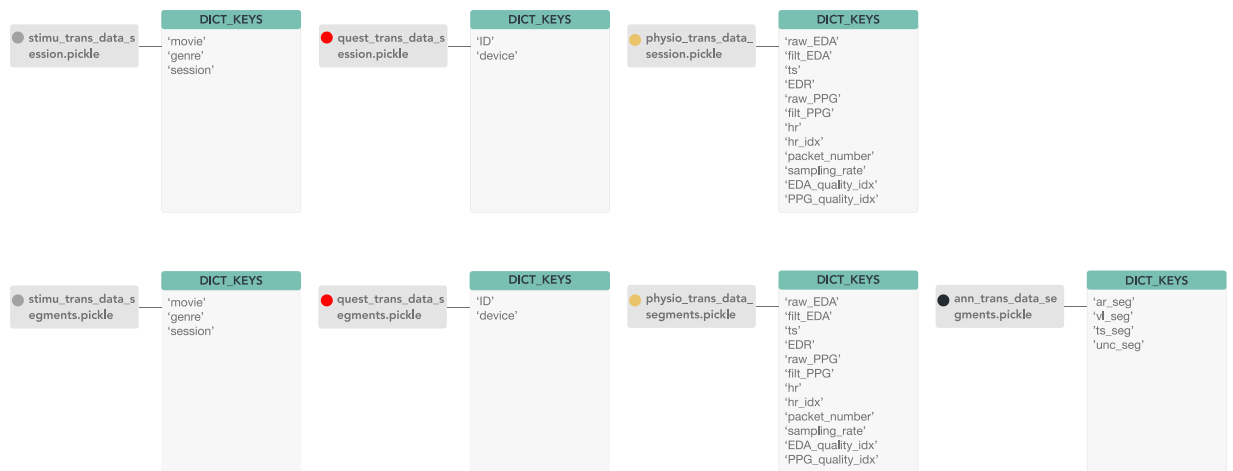 stimu_trans_data_s
ession.pickle
DICT_KEYS
‘movie’
‘genre’
‘session’
quest_trans_data_s
ession.pickle
DICT_KEYS
‘ID’
‘device’
physio_trans_data_
session.pickle
DICT_KEYS
‘raw_EDA’
‘filt_EDA’
‘ts’
‘EDR’
‘raw_PPG’
‘filt_PPG’
‘hr’
‘hr_idx’
‘packet_number’
‘sampling_rate’
‘EDA_quality_idx’
‘PPG_quality_idx’
stimu_trans_data_s
egments.pickle
DICT_KEYS
‘movie’
‘genre’
‘session’
quest_trans_data_s
egments.pickle
DICT_KEYS
‘ID’
‘device’
physio_trans_data_
segments.pickle
DICT_KEYS
‘raw_EDA’
‘filt_EDA’
‘ts’
‘EDR’
‘raw_PPG’
‘filt_PPG’
‘hr’
‘hr_idx’
‘packet_number’
‘sampling_rate’
‘EDA_quality_idx’
‘PPG_quality_idx’
ann_trans_data_se
gments.pickle
DICT_KEYS
‘ar_seg’
‘vl_seg’
‘ts_seg’
’unc_seg’